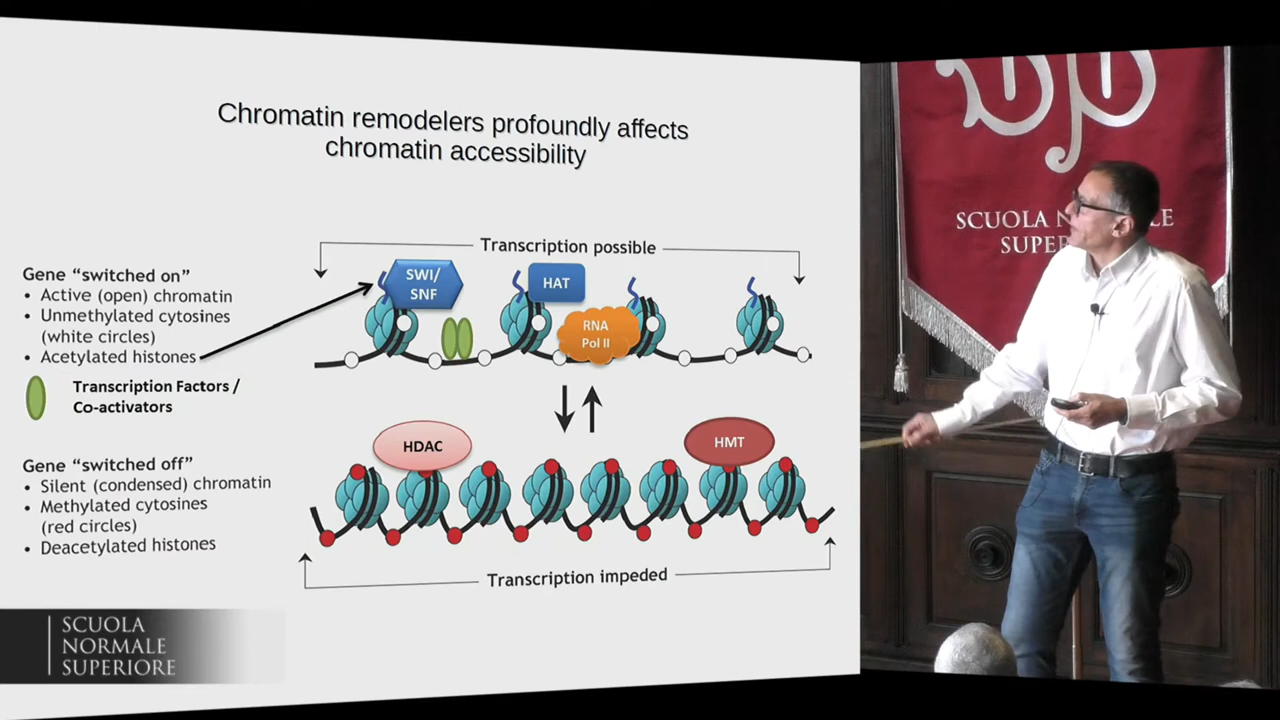 Chromatin remodelers profoundly affects
chromatin accessibility
Transcription possible
Gene “switched on”
• Active (open) chromatin
• Unmethylated cytosines
(white circles)
• Acetylated histones
Transcription Factors /
Co-activators
SWI/
SNF
HAT
RNA
Pol II
HDAC
HMT
Gene “switched off”
• Silent (condensed) chromatin
• Methylated cytosines
(red circles)
• Deacetylated histones
Transcription impeded
SCUOLA
NORMALE
SUPERIORE
SCUOLA N
LE
SUPER